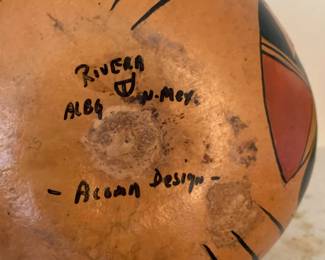 RIVERA
ALBQ N. MEX.
- ACOMA DESIGN -